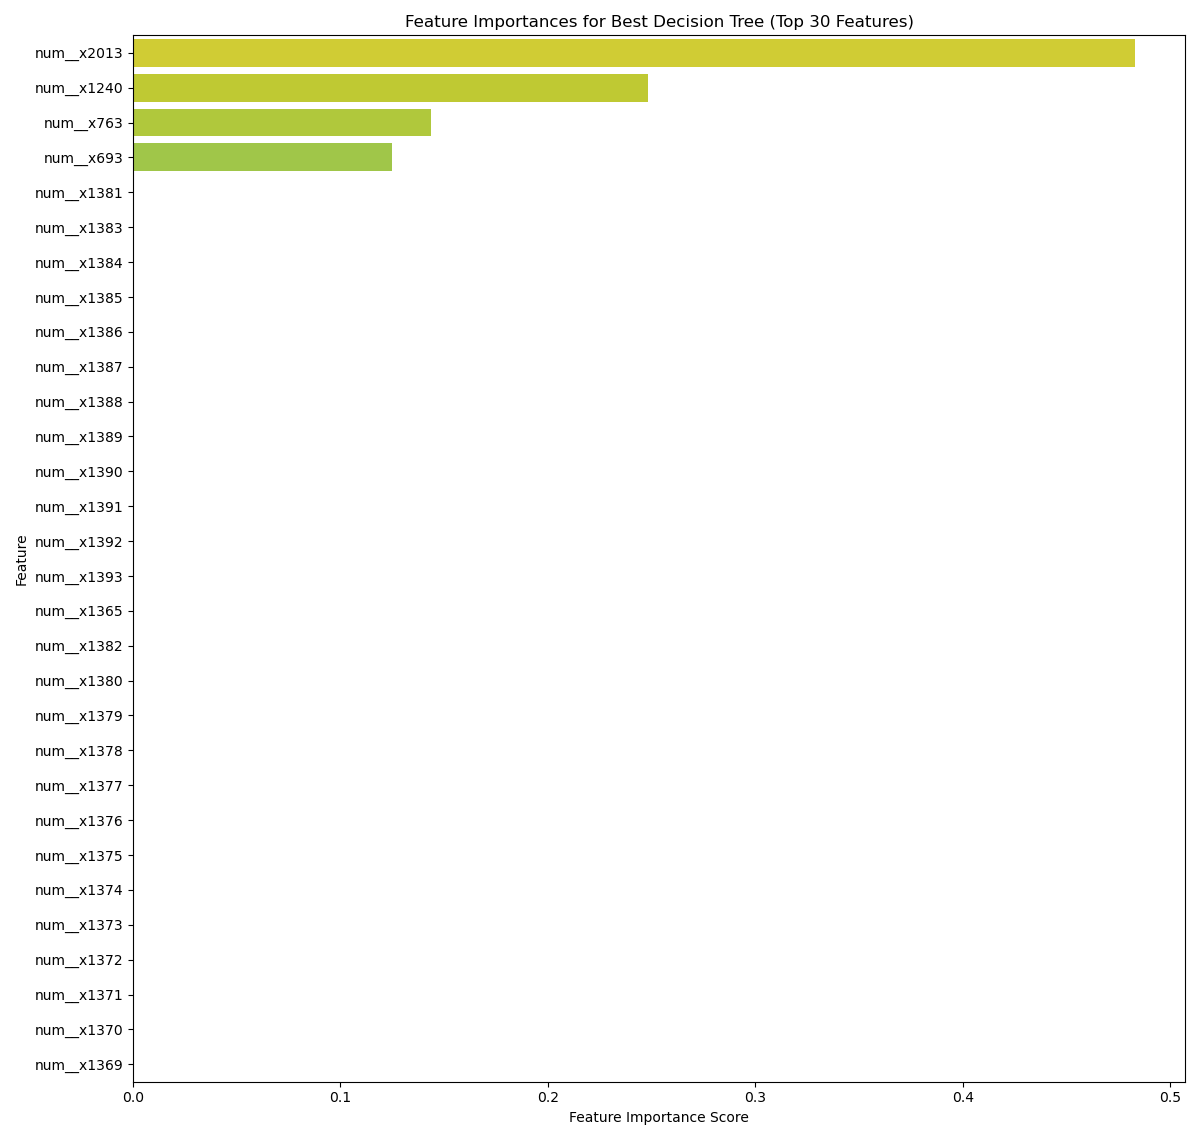 Feature Importances for Best Decision Tree (Top 30 Features)
num__x2013
num__x1240
num__x763
num__x693
num__x1381
num__x1383
num__x1384
num__x1385
num__x1386
num__x1387
num__x1388
num__x1389
num__x1390
num__x1391
num__x1392
num__x1393
num__x1365
num__x1382
num__x1380
num__x1379
num__x1378
num__x1377
num__x1376
num__x1375
num__x1374
num__x1373
num__x1372
num__x1371
num__x1370
num__x1369
Feature
0.0 0.1 0.2 0.3 0.4 0.5
Feature Importance Score